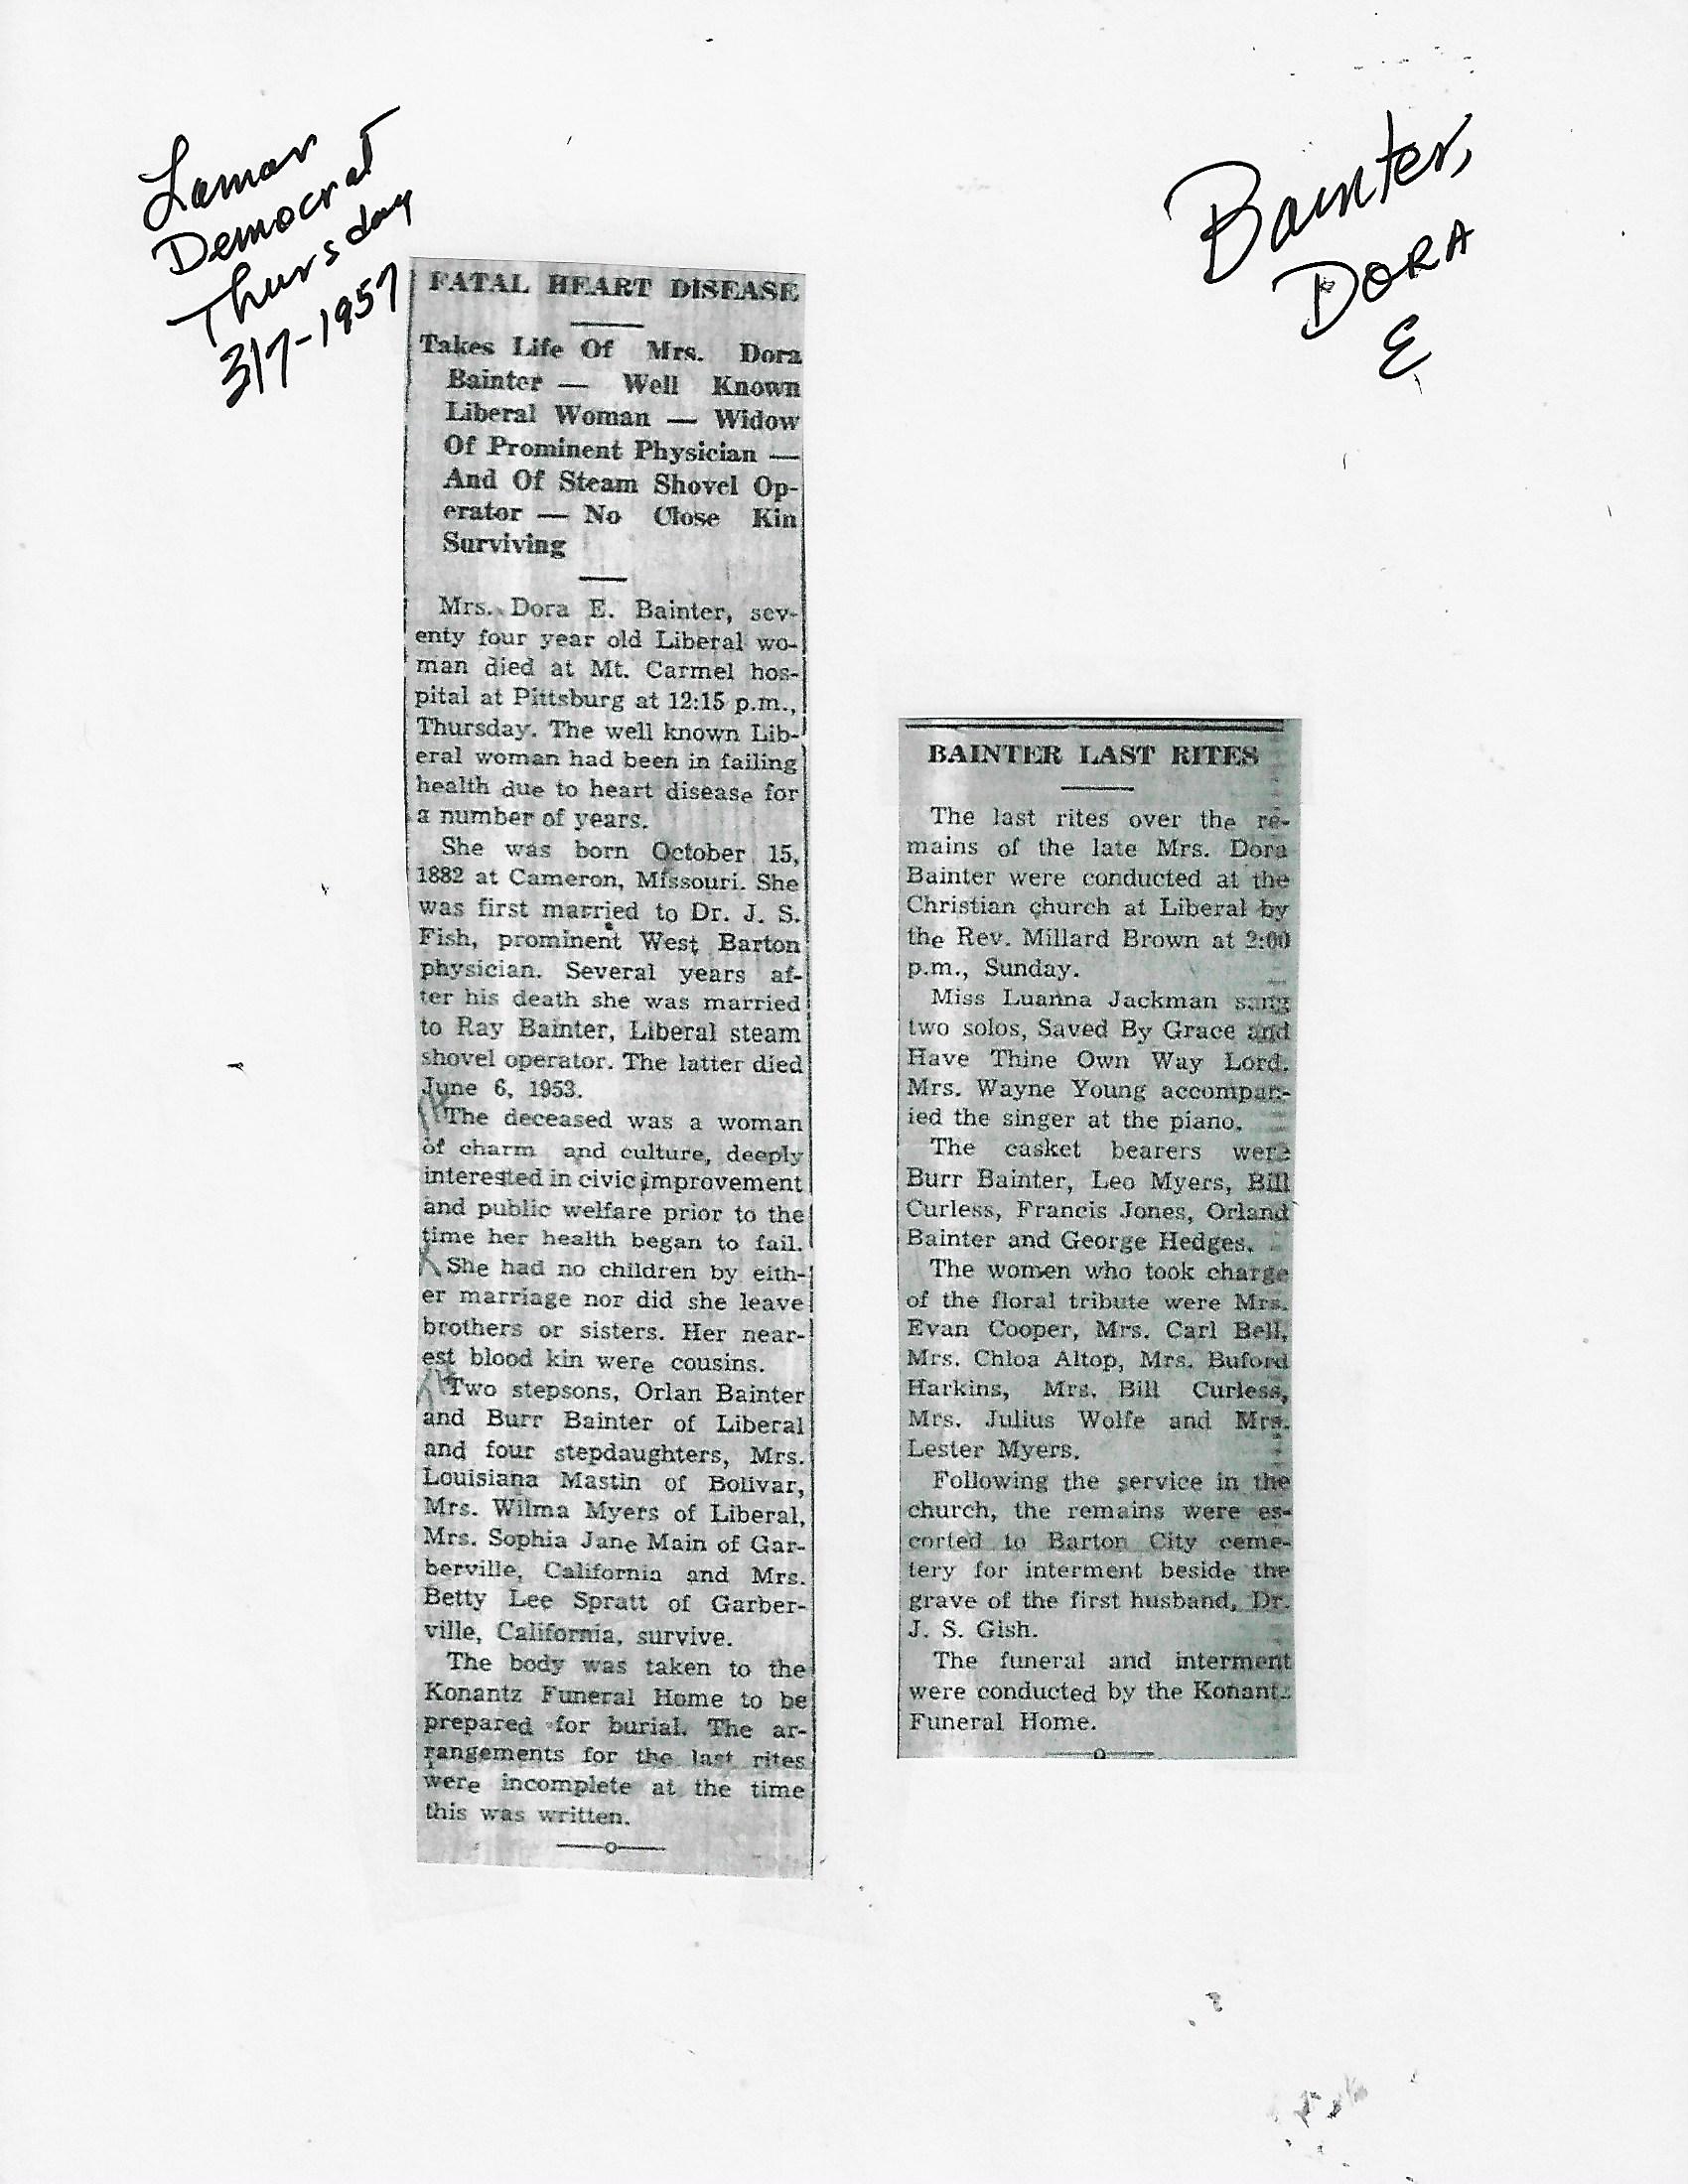 Lamar
Democrat
Thursday
3/7-1957
Bainter,
DORA
E
FATAL HEART DISEASE
Takes Life Of Mrs. Dora
Bainter — Well Known
Liberal Woman — Widow
Of Prominent Physician —
And Of Steam Shovel Op-
erator — No Close Kin
Surviving
Mrs. Dora E. Bainter, sev-
enty four year old Liberal wo-
man died at Mt. Carmel hos-
pital at Pittsburg at 12:15 p.m.,
Thursday. The well known Lib-
eral woman had been in failing
health due to heart disease for
a number of years.
She was born October 15,
1882 at Cameron, Missouri. She
was first married to Dr. J. S.
Fish, prominent West Barton
physician. Several years af-
ter his death she was married
to Ray Bainter, Liberal steam
shovel operator. The latter died
June 6, 1953.
The deceased was a woman
of charm and culture, deeply
interested in civic improvement
and public welfare prior to the
time her health began to fail.
She had no children by eith-
er marriage nor did she leave
brothers or sisters. Her near-
est blood kin were cousins.
Two stepsons, Orlan Bainter
and Burr Bainter of Liberal
and four stepdaughters, Mrs.
Louisiana Mastin of Bolivar,
Mrs. Wilma Myers of Liberal,
Mrs. Sophia Jane Main of Gar-
berville, California and Mrs.
Betty Lee Spratt of Garber-
ville, California, survive.
The body was taken to the
Konantz Funeral Home to be
prepared for burial. The ar-
rangements for the last rites
were incomplete at the time
this was written.
BAINTER LAST RITES
The last rites over the re-
mains of the late Mrs. Dora
Bainter were conducted at the
Christian church at Liberal by
the Rev. Millard Brown at 2:00
p.m., Sunday.
Miss Luanna Jackman sang
two solos, Saved By Grace and
Have Thine Own Way Lord.
Mrs. Wayne Young accompan-
ied the singer at the piano.
The casket bearers were
Burr Bainter, Leo Myers, Bill
Curless, Francis Jones, Orland
Bainter and George Hedges.
The women who took charge
of the floral tribute were Mrs.
Evan Cooper, Mrs. Carl Bell,
Mrs. Chloa Altop, Mrs. Buford
Harkins, Mrs. Bill Curless,
Mrs. Julius Wolfe and Mrs.
Lester Myers.
Following the service in the
church, the remains were es-
corted to Barton City ceme-
tery for interment beside the
grave of the first husband, Dr.
J. S. Gish.
The funeral and interment
were conducted by the Konantz
Funeral Home.